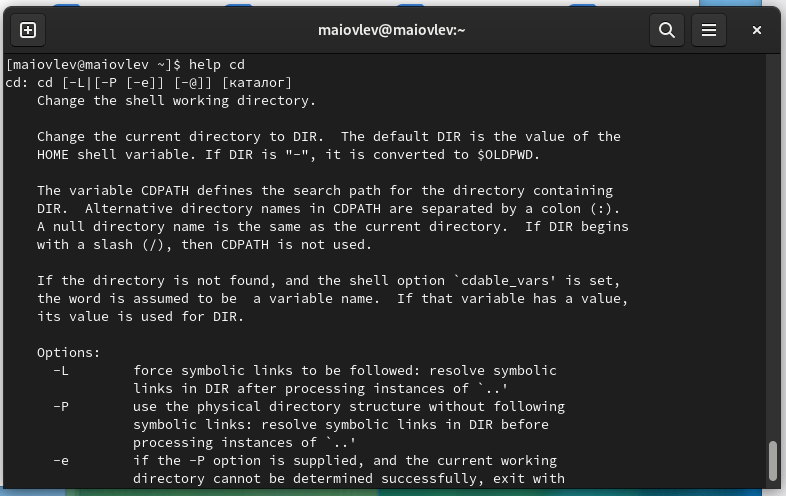 maiovlev@maiovlev:~
[maiovlev@maiovlev ~]$ help cd
cd: cd [-L|[-P [-e]] [-@]] [каталог]
    Change the shell working directory.

    Change the current directory to DIR.  The default DIR is the value of the
    HOME shell variable. If DIR is "-", it is converted to $OLDPWD.

    The variable CDPATH defines the search path for the directory containing
    DIR.  Alternative directory names in CDPATH are separated by a colon (:).
    A null directory name is the same as the current directory.  If DIR begins
    with a slash (/), then CDPATH is not used.

    If the directory is not found, and the shell option `cdable_vars' is set,
    the word is assumed to be  a variable name.  If that variable has a value,
    its value is used for DIR.

    Options:
      -L        force symbolic links to be followed: resolve symbolic
                links in DIR after processing instances of `..'
      -P        use the physical directory structure without following
                symbolic links: resolve symbolic links in DIR before
                processing instances of `..'
      -e        if the -P option is supplied, and the current working
                directory cannot be determined successfully, exit with